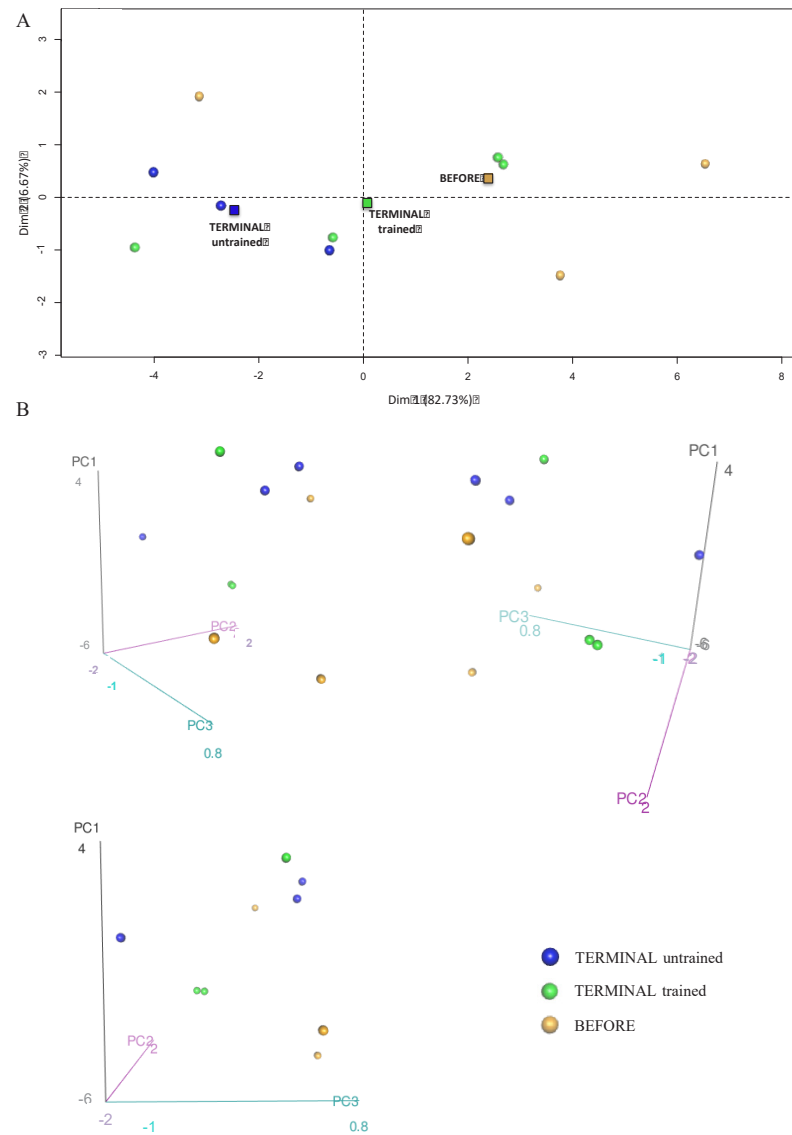 A
3
2
1
0
-1
-2
-3
BEFORE
TERMINAL
untrained
TERMINAL
trained
-4
-2
0
2
4
6
8
(82.73%)
B
PC1
4
-6
-2
-1
PC2
2
PC3
0.8
PC1
4
PC3
0.8
-1
-2
-6
PC2
2
PC1
4
PC2
2
-6
-2
-1
PC3
0.8
TERMINAL untrained
TERMINAL trained
BEFORE